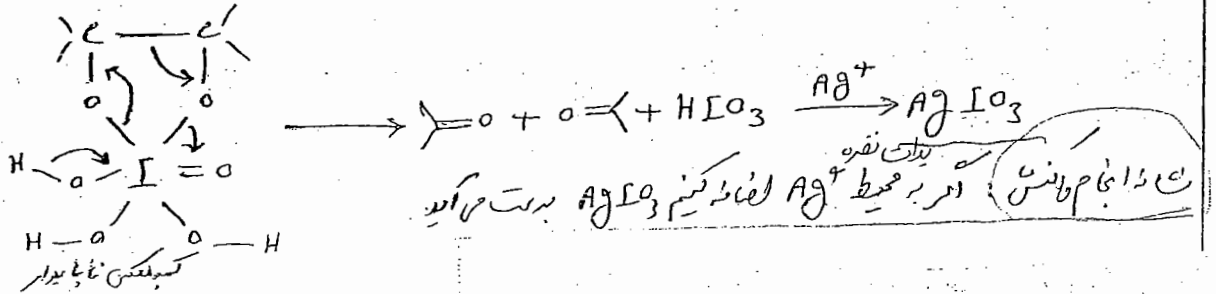 C — C
O O
H O — I = O
H — O O — H
کمپلکس ناپایدار
=O + O= + HIO3 Ag+ → AgIO3
یدات نقره
نشانه انجام واکنش) اگر به محیط Ag+ اضافه کنیم AgIO3 بدست می آید